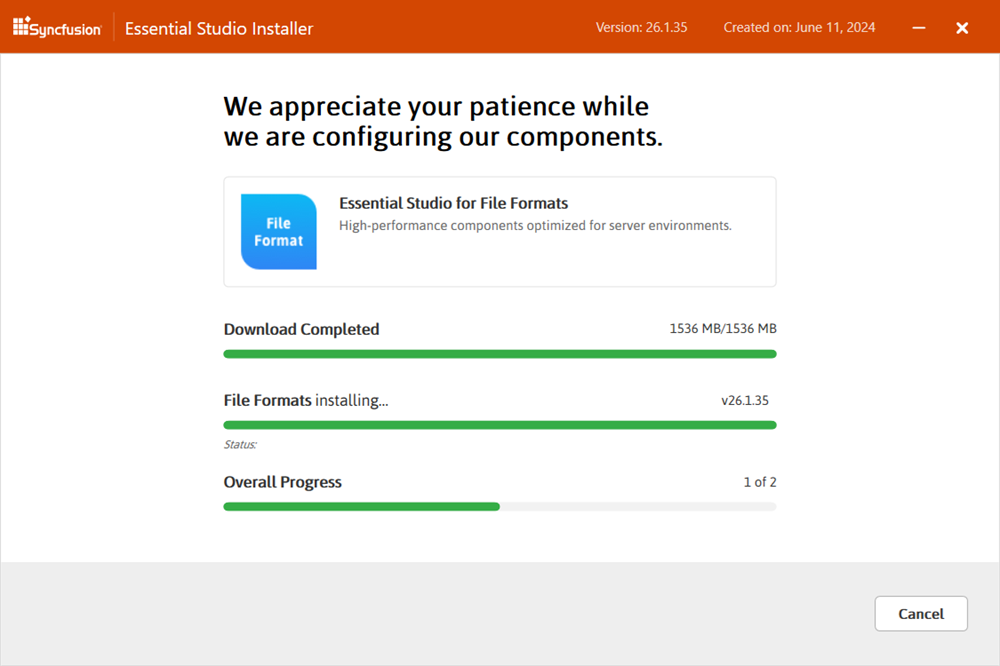 Syncfusion Essential Studio Installer Version: 26.1.35 Created on: June 11, 2024
We appreciate your patience while
we are configuring our components.
File
Format
Essential Studio for File Formats
High-performance components optimized for server environments.
Download Completed 1536 MB/1536 MB
File Formats installing... v26.1.35
Status:
Overall Progress 1 of 2
Cancel